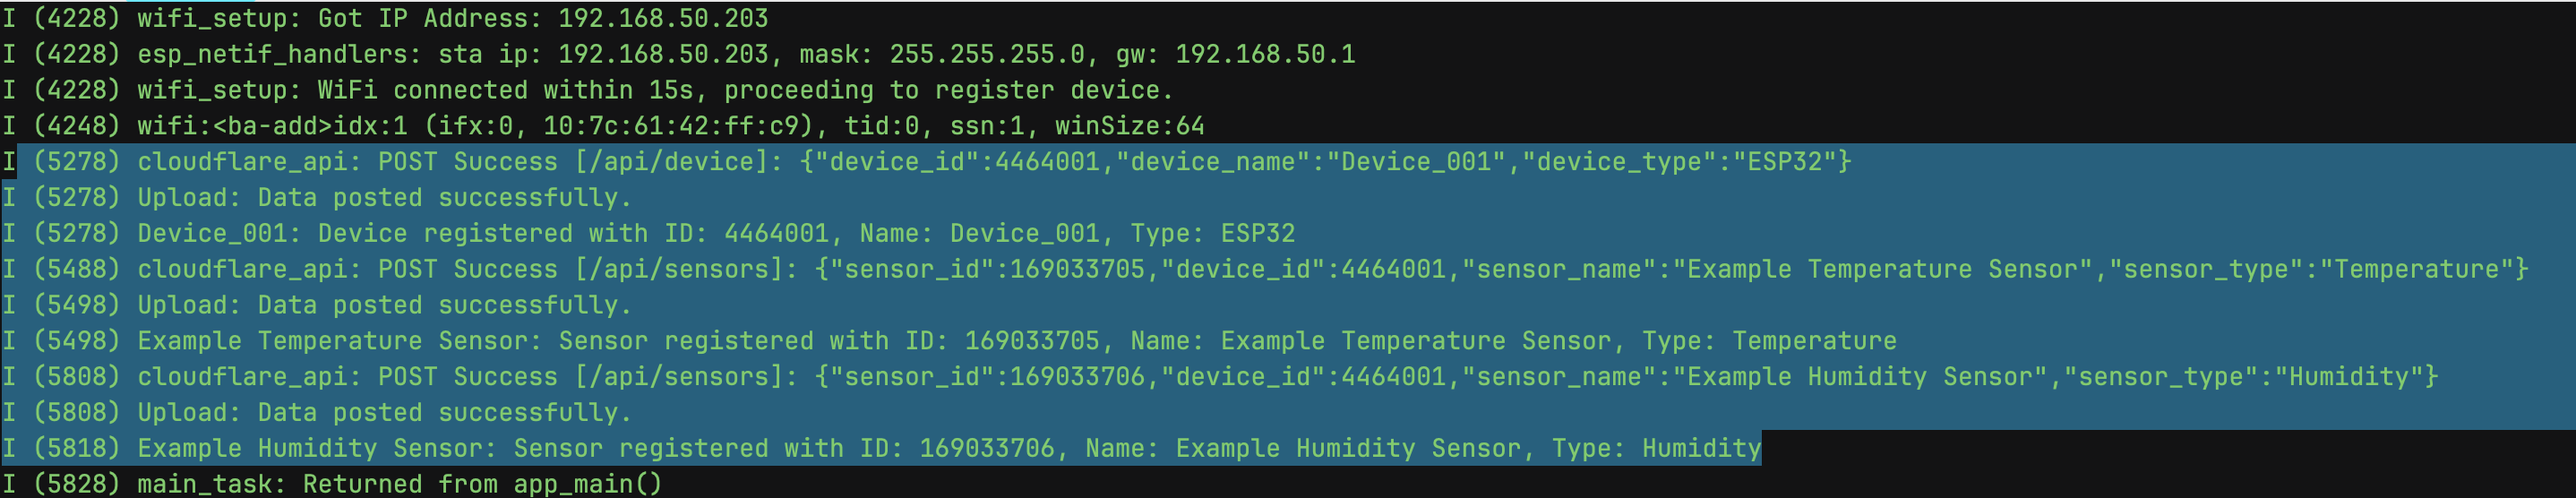 I (4228) wifi_setup: Got IP Address: 192.168.50.203
I (4228) esp_netif_handlers: sta ip: 192.168.50.203, mask: 255.255.255.0, gw: 192.168.50.1
I (4228) wifi_setup: WiFi connected within 15s, proceeding to register device.
I (4248) wifi:<ba-add>idx:1 (ifx:0, 10:7c:61:42:ff:c9), tid:0, ssn:1, winSize:64
I (5278) cloudflare_api: POST Success [/api/device]: {"device_id":4464001,"device_name":"Device_001","device_type":"ESP32"}
I (5278) Upload: Data posted successfully.
I (5278) Device_001: Device registered with ID: 4464001, Name: Device_001, Type: ESP32
I (5488) cloudflare_api: POST Success [/api/sensors]: {"sensor_id":169033705,"device_id":4464001,"sensor_name":"Example Temperature Sensor","sensor_type":"Temperature"}
I (5498) Upload: Data posted successfully.
I (5498) Example Temperature Sensor: Sensor registered with ID: 169033705, Name: Example Temperature Sensor, Type: Temperature
I (5808) cloudflare_api: POST Success [/api/sensors]: {"sensor_id":169033706,"device_id":4464001,"sensor_name":"Example Humidity Sensor","sensor_type":"Humidity"}
I (5808) Upload: Data posted successfully.
I (5818) Example Humidity Sensor: Sensor registered with ID: 169033706, Name: Example Humidity Sensor, Type: Humidity
I (5828) main_task: Returned from app_main()